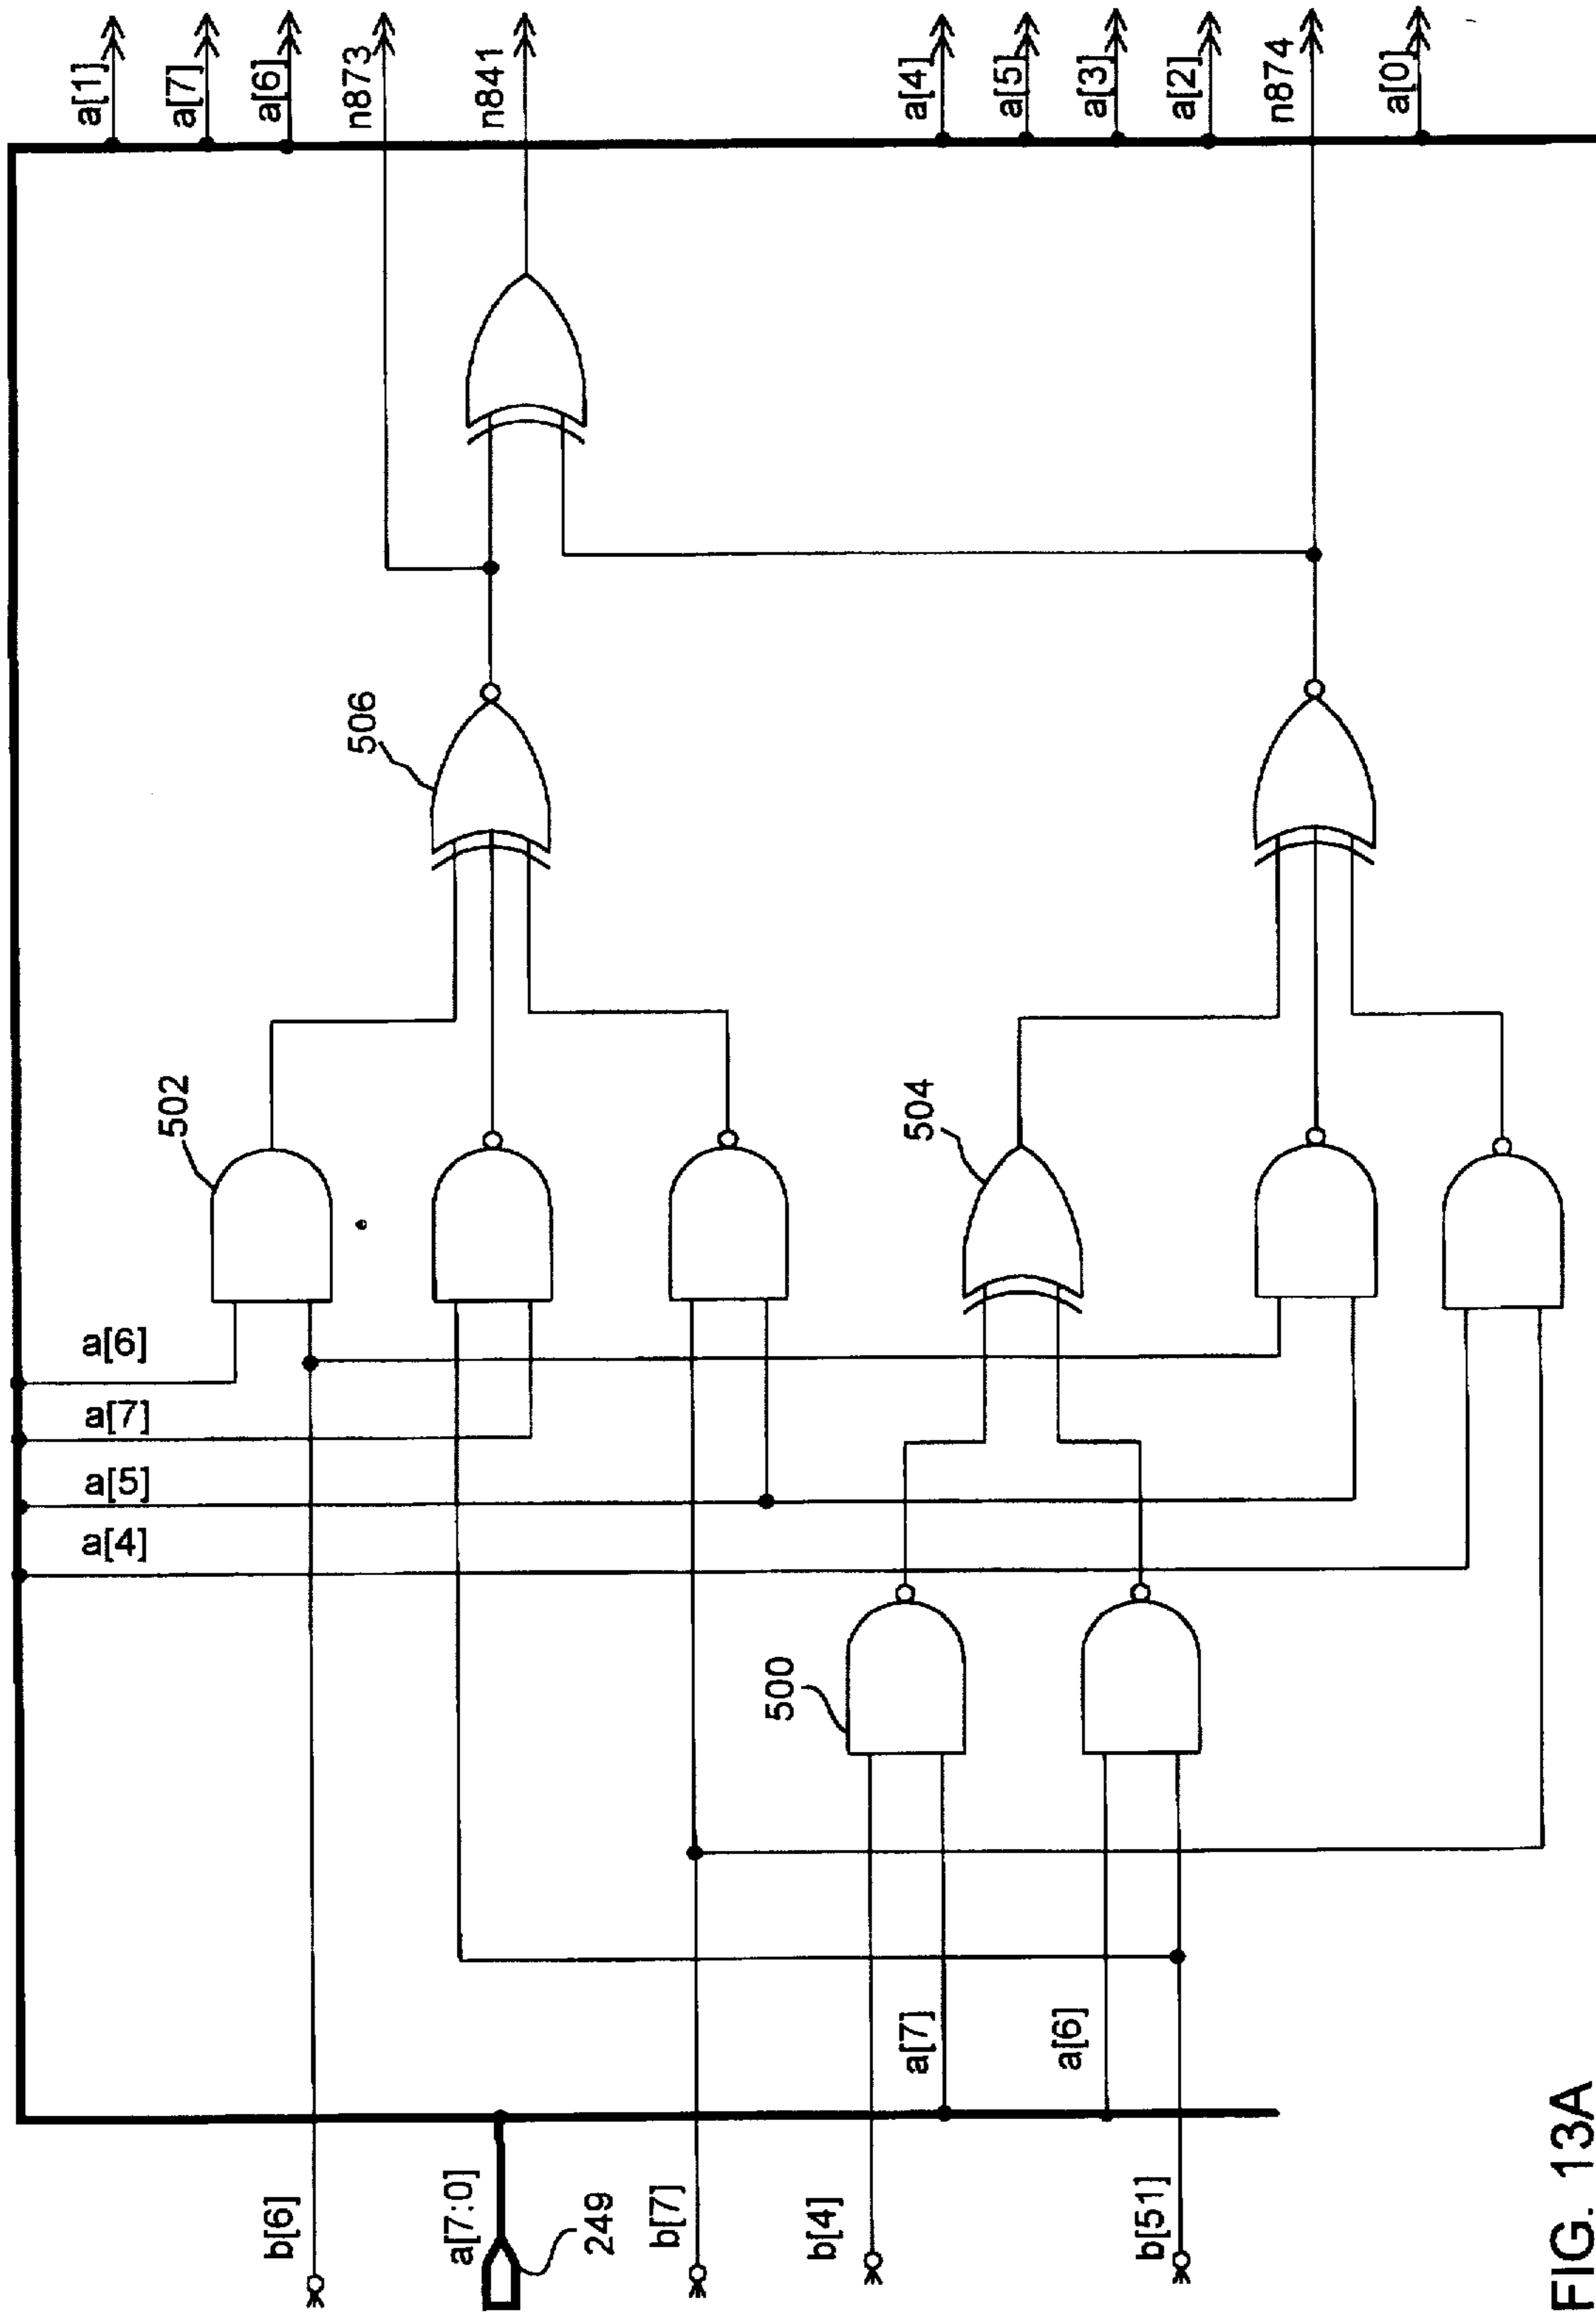 b[6]
a[7:0]
249
b[7]
b[4]
b[51]
a[7]
a[6]
500
a[4]
a[5]
a[7]
a[6]
502
504
506
a[1]
a[7]
a[6]
n873
n841
a[4]
a[5]
a[3]
a[2]
n874
a[0]
FIG. 13A